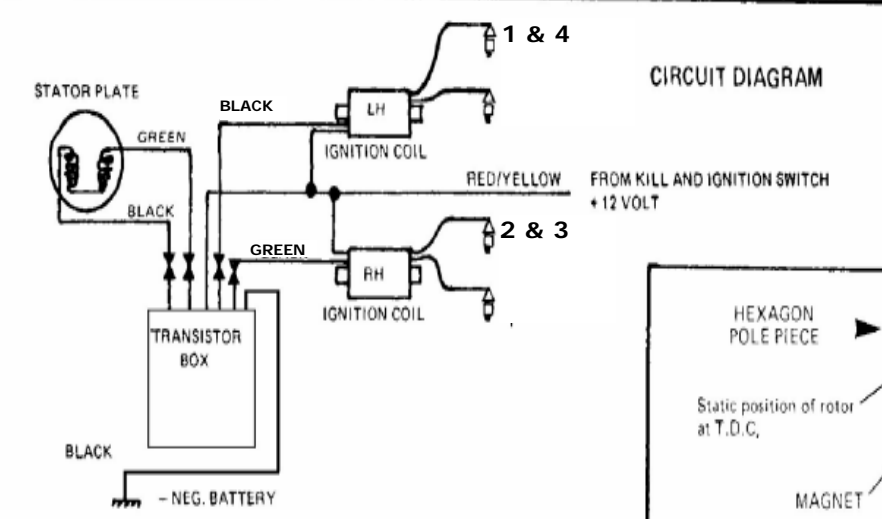 1 & 4
CIRCUIT DIAGRAM
STATOR PLATE
BLACK
LH
GREEN
IGNITION COIL
RED/YELLOW
FROM KILL AND IGNITION SWITCH
+ 12 VOLT
BLACK
2 & 3
GREEN
RH
IGNITION COIL
TRANSISTOR
BOX
HEXAGON
POLE PIECE
Static position of rotor
at T.D.C.
BLACK
- NEG. BATTERY
MAGNET